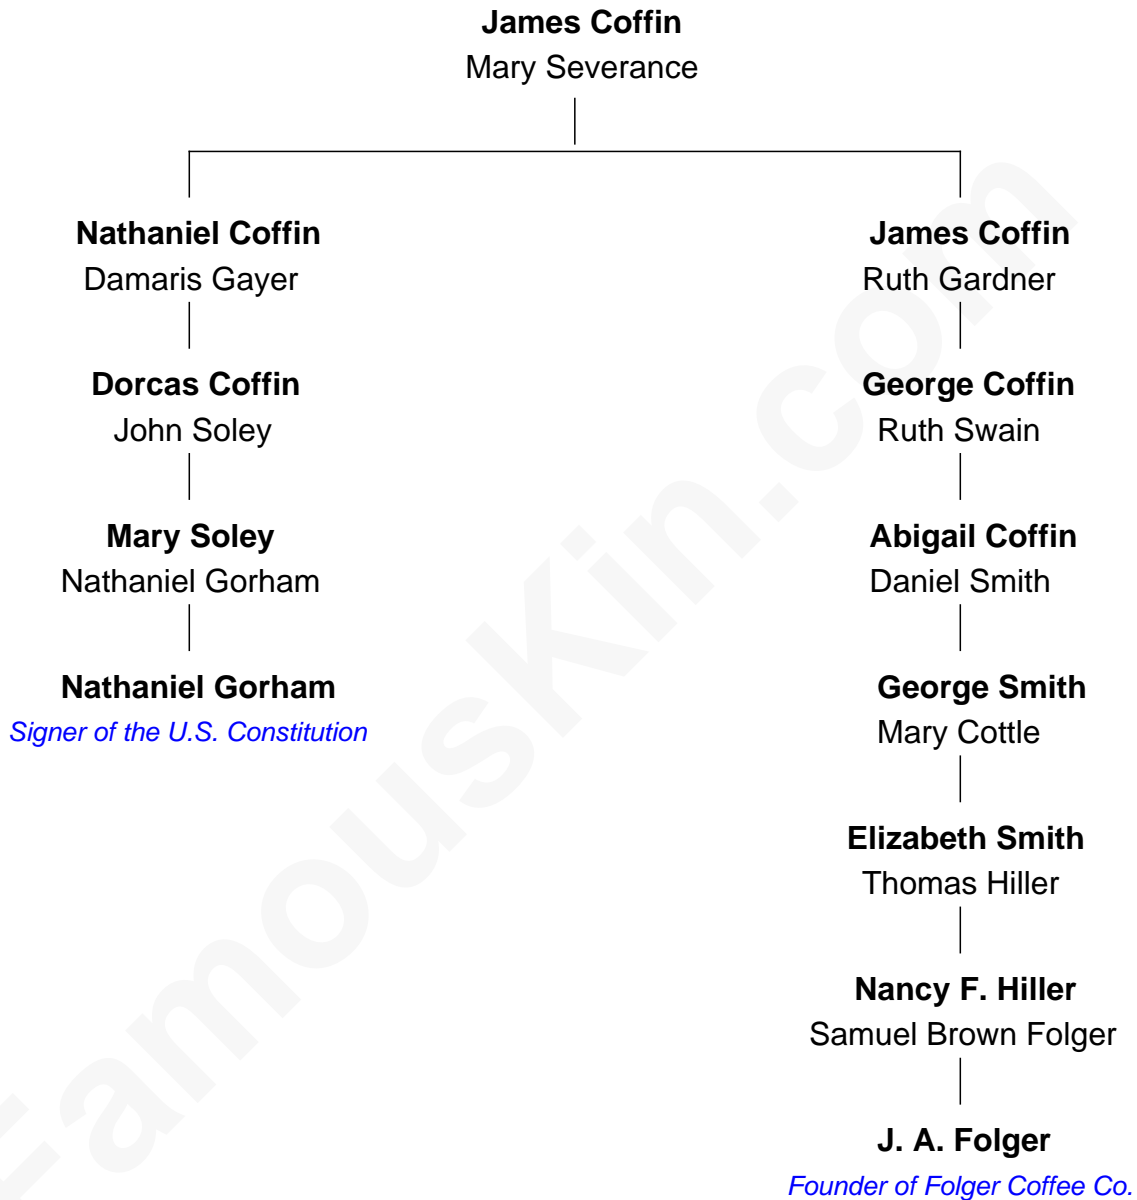 James Coffin
Mary Severance
Nathaniel Coffin
Damaris Gayer
Dorcas Coffin
John Soley
Mary Soley
Nathaniel Gorham
Nathaniel Gorham
Signer of the U.S. Constitution
James Coffin
Ruth Gardner
George Coffin
Ruth Swain
Abigail Coffin
Daniel Smith
George Smith
Mary Cottle
Elizabeth Smith
Thomas Hiller
Nancy F. Hiller
Samuel Brown Folger
J. A. Folger
Founder of Folger Coffee Co.
FamousKin.com